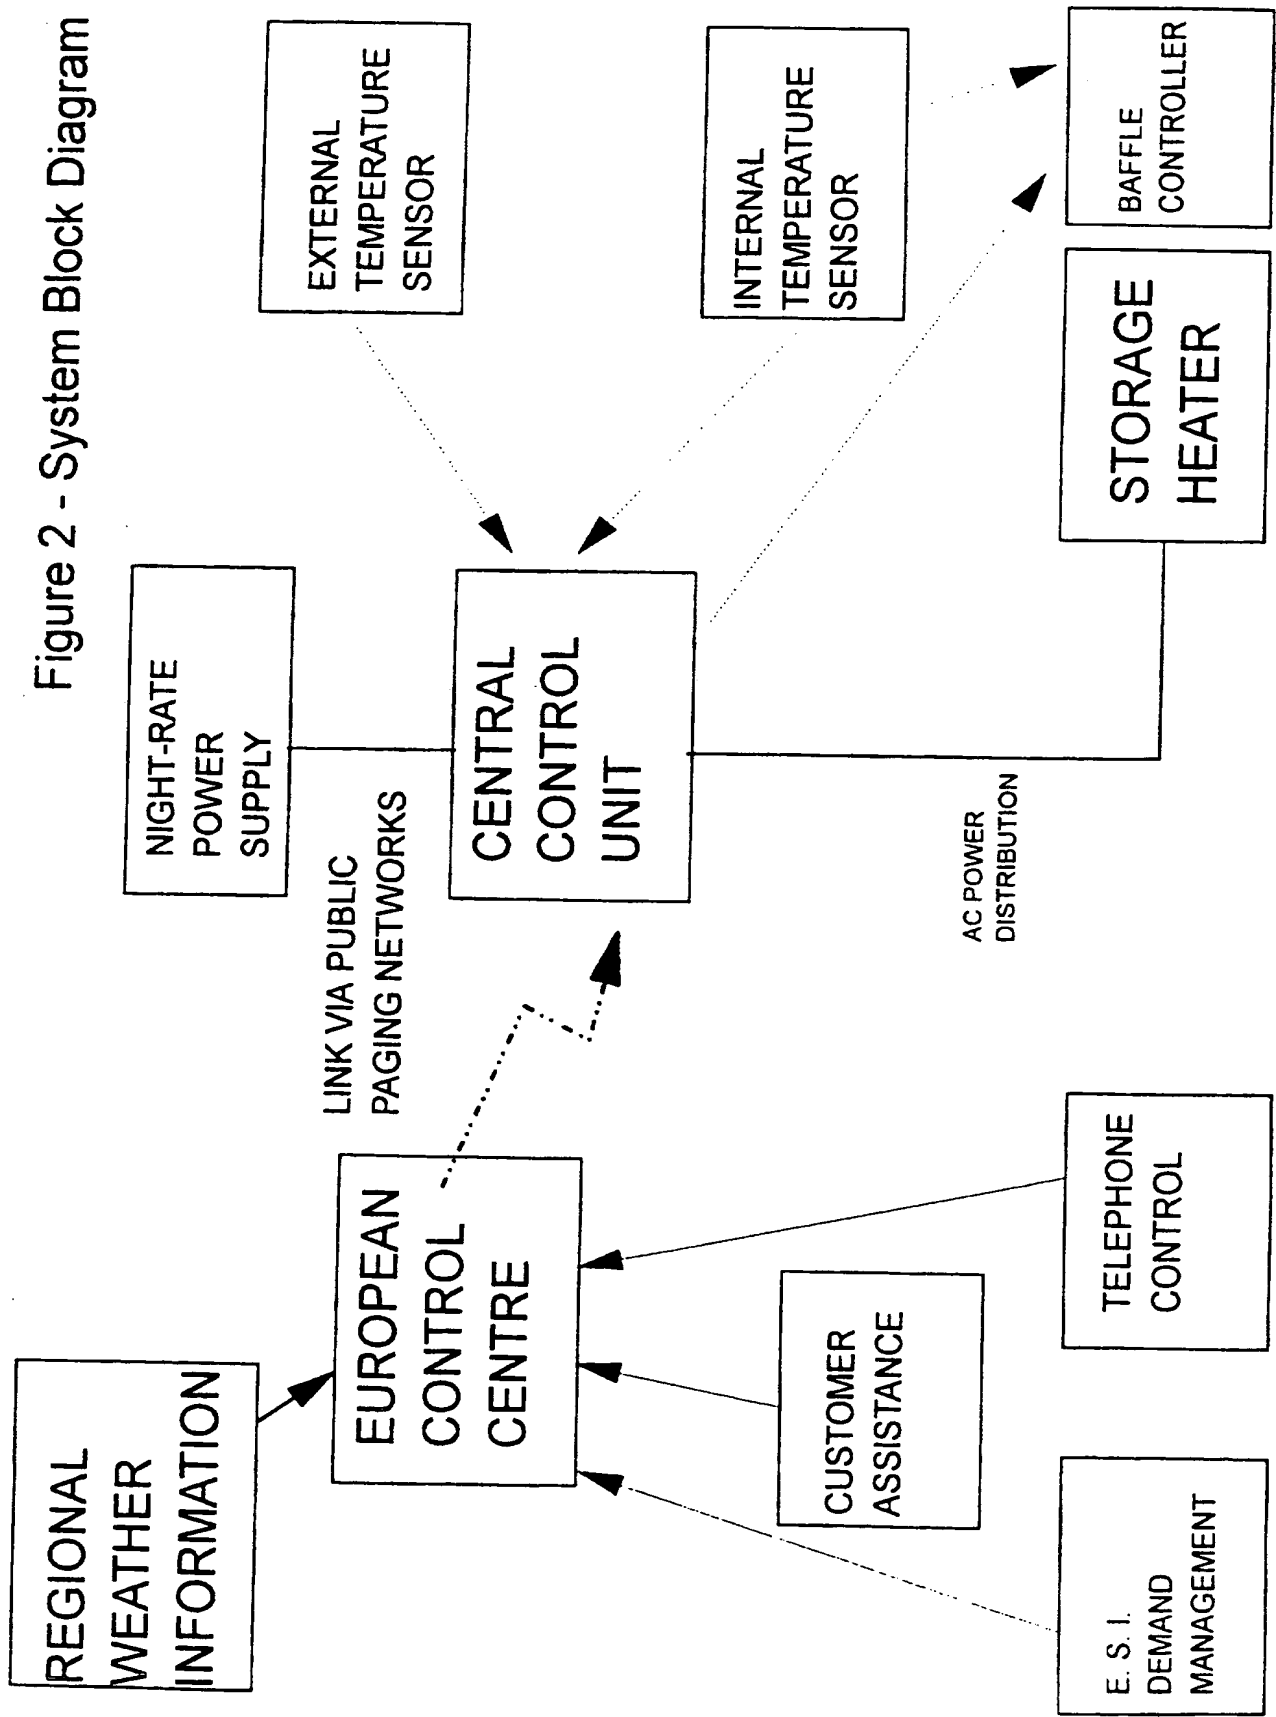 Figure 2 - System Block Diagram
REGIONAL
WEATHER
INFORMATION
NIGHT-RATE
POWER
SUPPLY
EXTERNAL
TEMPERATURE
SENSOR
LINK VIA PUBLIC
PAGING NETWORKS
EUROPEAN
CONTROL
CENTRE
CENTRAL
CONTROL
UNIT
INTERNAL
TEMPERATURE
SENSOR
CUSTOMER
ASSISTANCE
AC POWER
DISTRIBUTION
E. S. I.
DEMAND
MANAGEMENT
TELEPHONE
CONTROL
STORAGE
HEATER
BAFFLE
CONTROLLER